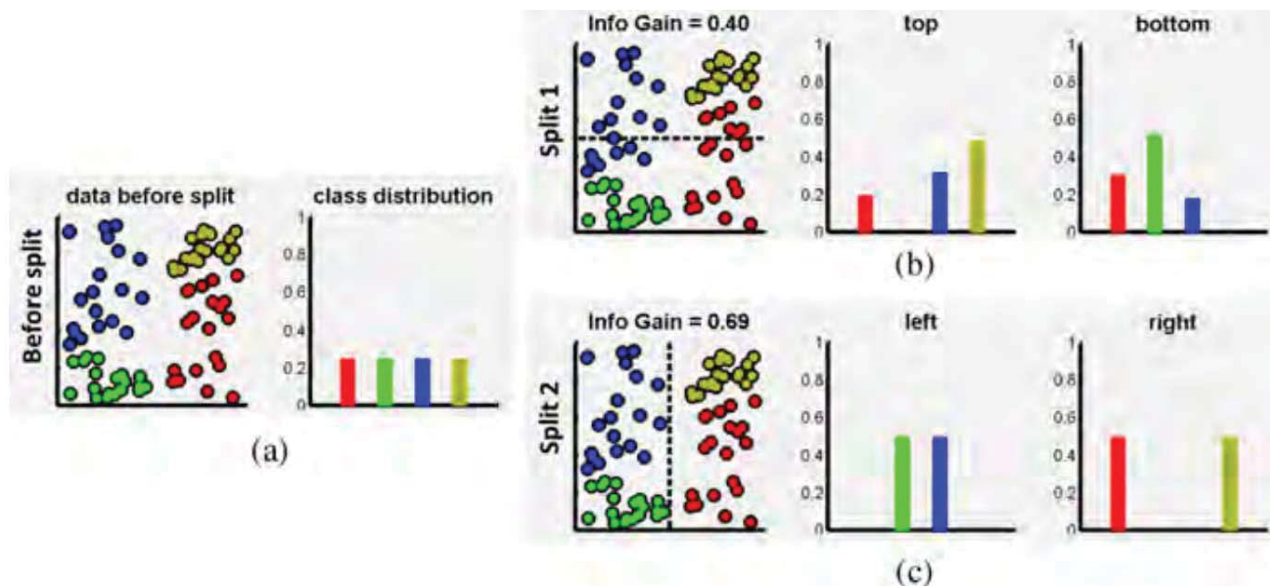 Before split
data before split
class distribution
1
0.8
0.6
0.4
0.2
0
(a)
Split 1
Info Gain = 0.40
top
1
0.8
0.6
0.4
0.2
0
bottom
1
0.8
0.6
0.4
0.2
0
(b)
Split 2
Info Gain = 0.69
left
1
0.8
0.6
0.4
0.2
0
right
1
0.8
0.6
0.4
0.2
0
(c)